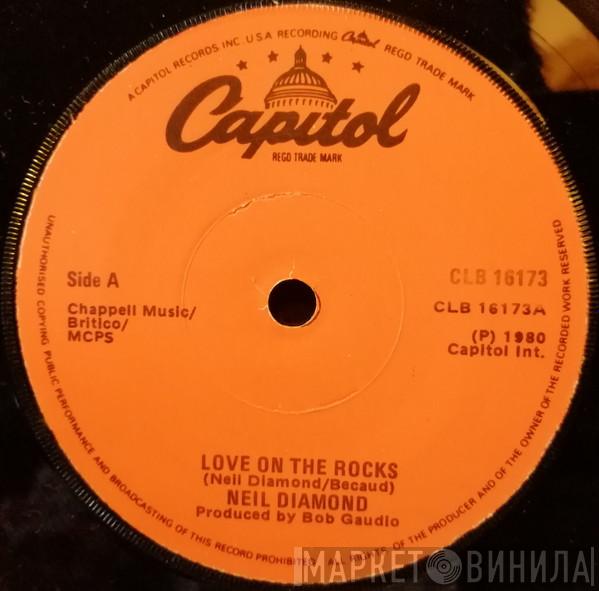 A CAPITOL RECORDS INC. U.S.A RECORDING Capitol REGD TRADE MARK
Capitol
REGD TRADE MARK
Side A
CLB 16173
Chappell Music/
Britico/
MCPS
CLB 16173A
(P) 1980
Capitol Int.
LOVE ON THE ROCKS
(Neil Diamond/Becaud)
NEIL DIAMOND
Produced by Bob Gaudio
UNAUTHORISED COPYING PUBLIC PERFORMANCE AND BROADCASTING OF THIS RECORD PROHIBITED. ALL RIGHTS OF THE PRODUCER AND OF THE OWNER OF THE RECORDED WORK RESERVED
МАРКЕТ ВИНИЛА